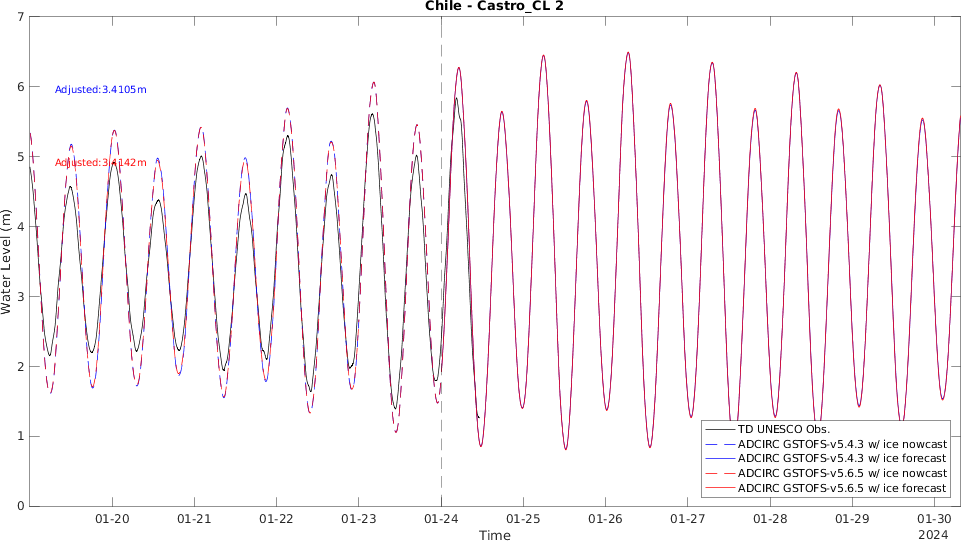 Chile - Castro_CL 2
7
6
5
4
3
2
1
0
Water Level (m)
Adjusted:3.4105m
Adjusted:3.4142m
TD UNESCO Obs.
ADCIRC GSTOFS-v5.4.3 w/ ice nowcast
ADCIRC GSTOFS-v5.4.3 w/ ice forecast
ADCIRC GSTOFS-v5.6.5 w/ ice nowcast
ADCIRC GSTOFS-v5.6.5 w/ ice forecast
01-20 01-21 01-22 01-23 01-24 01-25 01-26 01-27 01-28 01-29 01-30
Time
2024